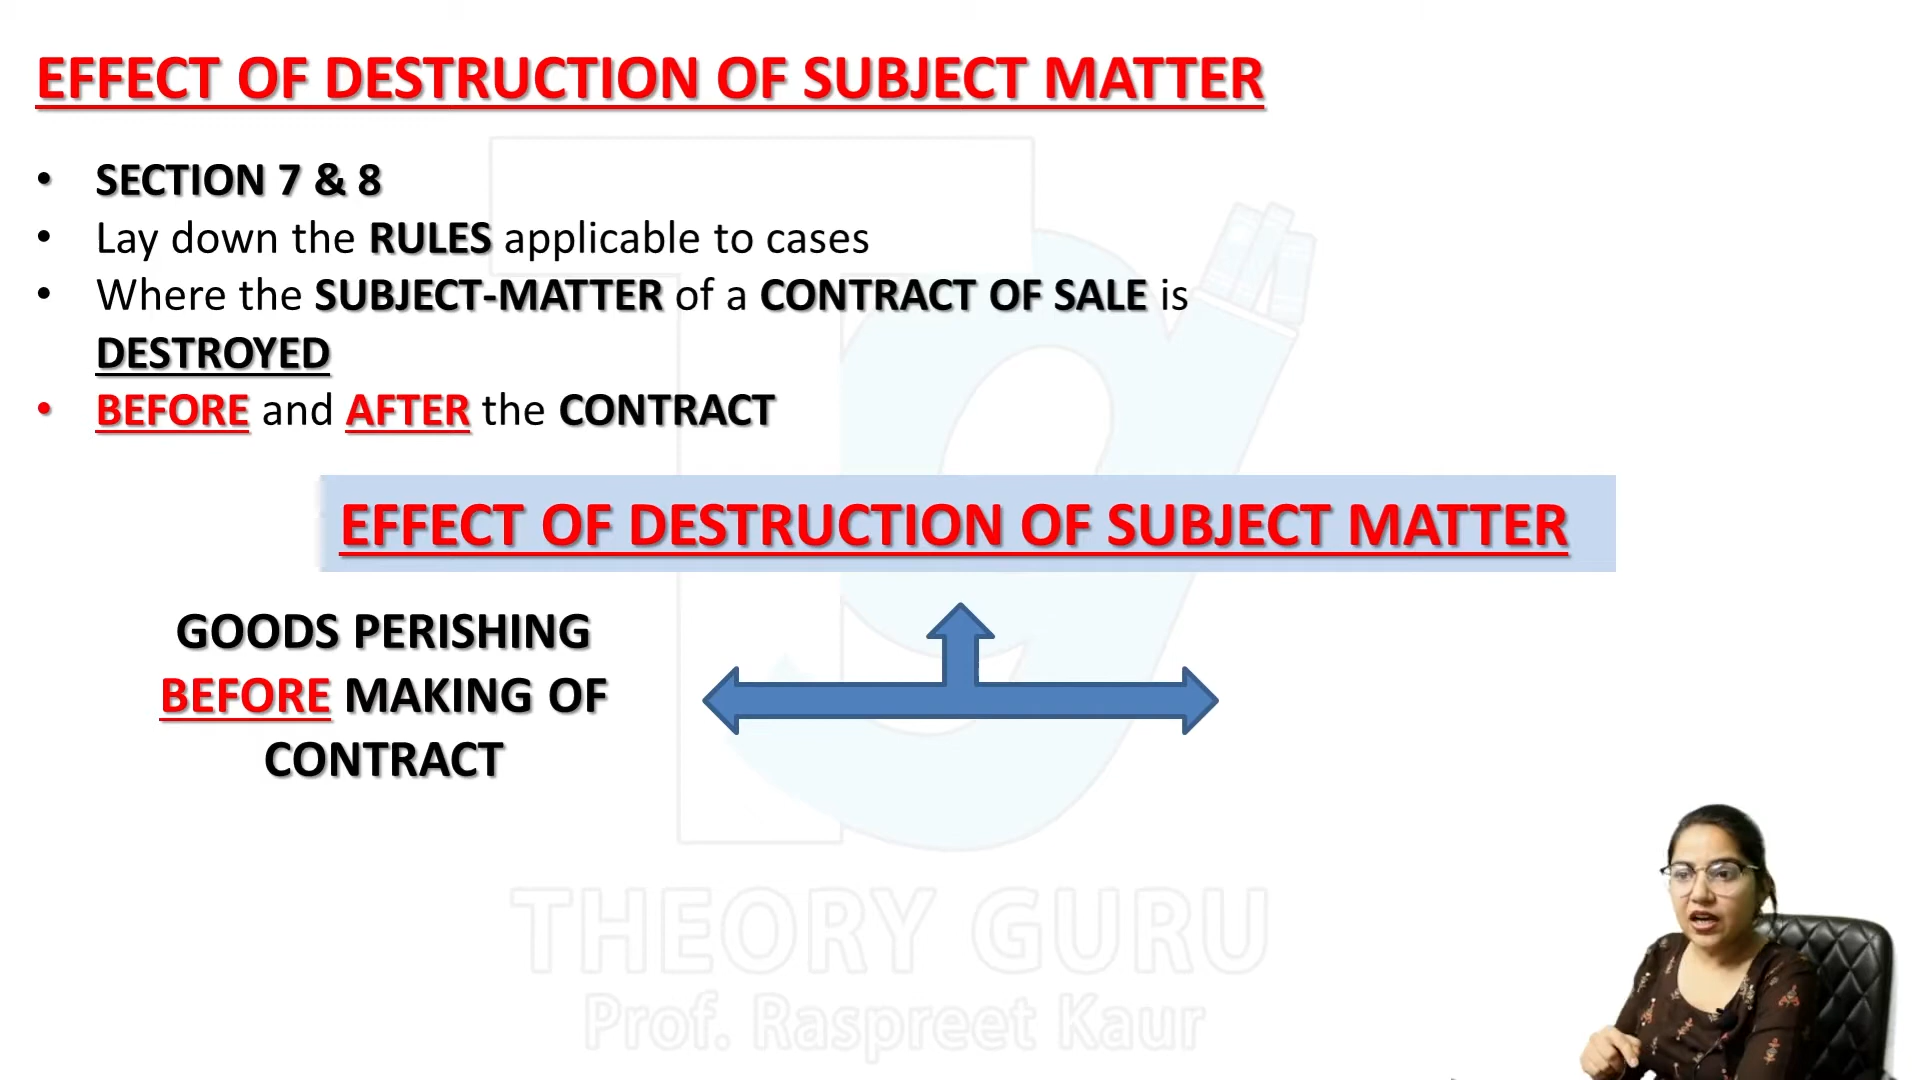 EFFECT OF DESTRUCTION OF SUBJECT MATTER
• SECTION 7 & 8
• Lay down the RULES applicable to cases
• Where the SUBJECT-MATTER of a CONTRACT OF SALE is
DESTROYED
• BEFORE and AFTER the CONTRACT
EFFECT OF DESTRUCTION OF SUBJECT MATTER
GOODS PERISHING
BEFORE MAKING OF
CONTRACT
THEORY GURU
Prof. Raspreet Kaur